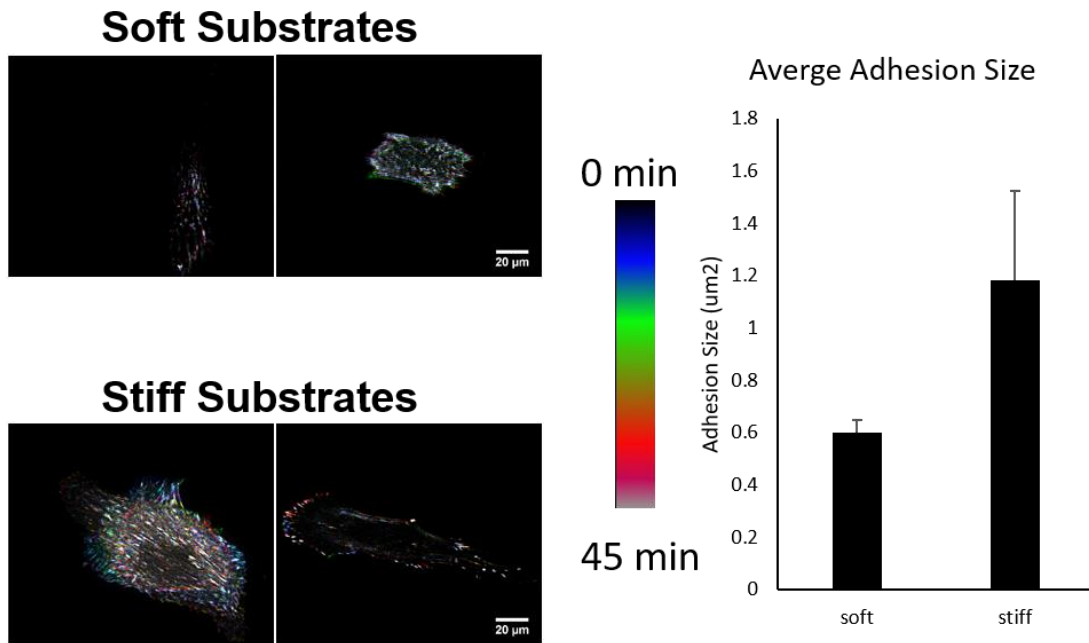 Soft Substrates
20 μm
Stiff Substrates
20 μm
0 min
45 min
Averge Adhesion Size
Adhesion Size (um2)
1.8
1.6
1.4
1.2
1
0.8
0.6
0.4
0.2
0
soft stiff